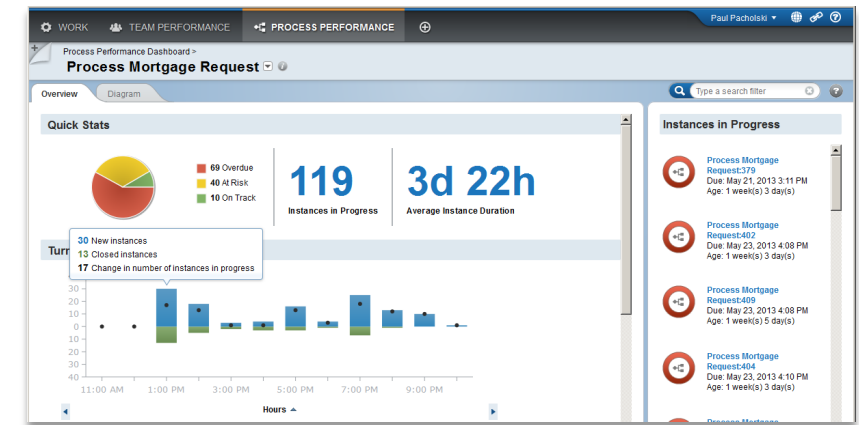 WORK
TEAM PERFORMANCE
PROCESS PERFORMANCE
Paul Pacholski
Process Performance Dashboard >
Process Mortgage Request
Overview
Diagram
Type a search filter
Quick Stats
69 Overdue
40 At Risk
10 On Track
119
Instances in Progress
3d 22h
Average Instance Duration
Turn
30 New instances
13 Closed instances
17 Change in number of instances in progress
30
20
10
0
10
20
30
40
11:00 AM
1:00 PM
3:00 PM
5:00 PM
7:00 PM
9:00 PM
Hours
Instances in Progress
Process Mortgage
Request:379
Due: May 21, 2013 3:11 PM
Age: 1 week(s) 3 day(s)
Process Mortgage
Request:402
Due: May 23, 2013 4:08 PM
Age: 1 week(s) 3 day(s)
Process Mortgage
Request:409
Due: May 23, 2013 4:08 PM
Age: 1 week(s) 5 day(s)
Process Mortgage
Request:404
Due: May 23, 2013 4:10 PM
Age: 1 week(s) 3 day(s)
Process Mortgage